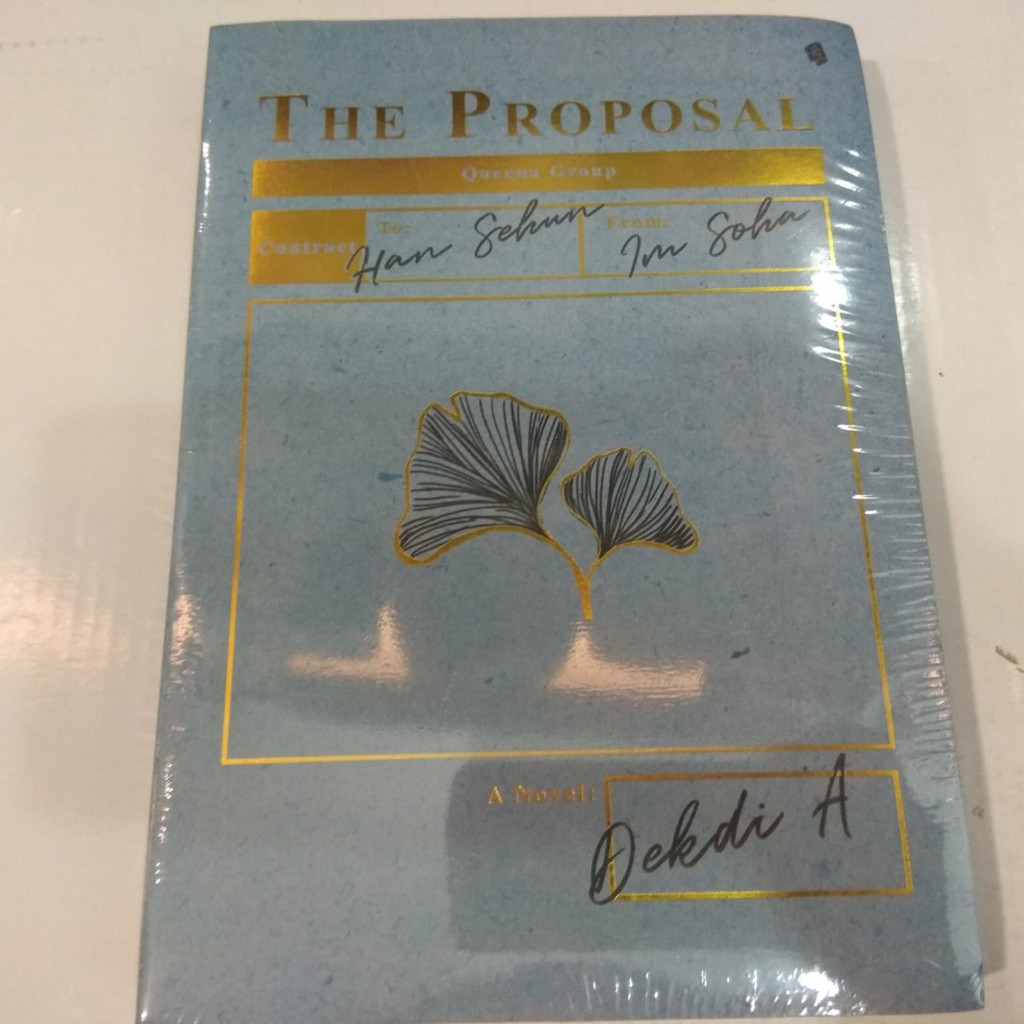 THE PROPOSAL
Queena Group
Contract
To:
Han Sehun
From:
Im Soha
A Novel:
Dekdi A